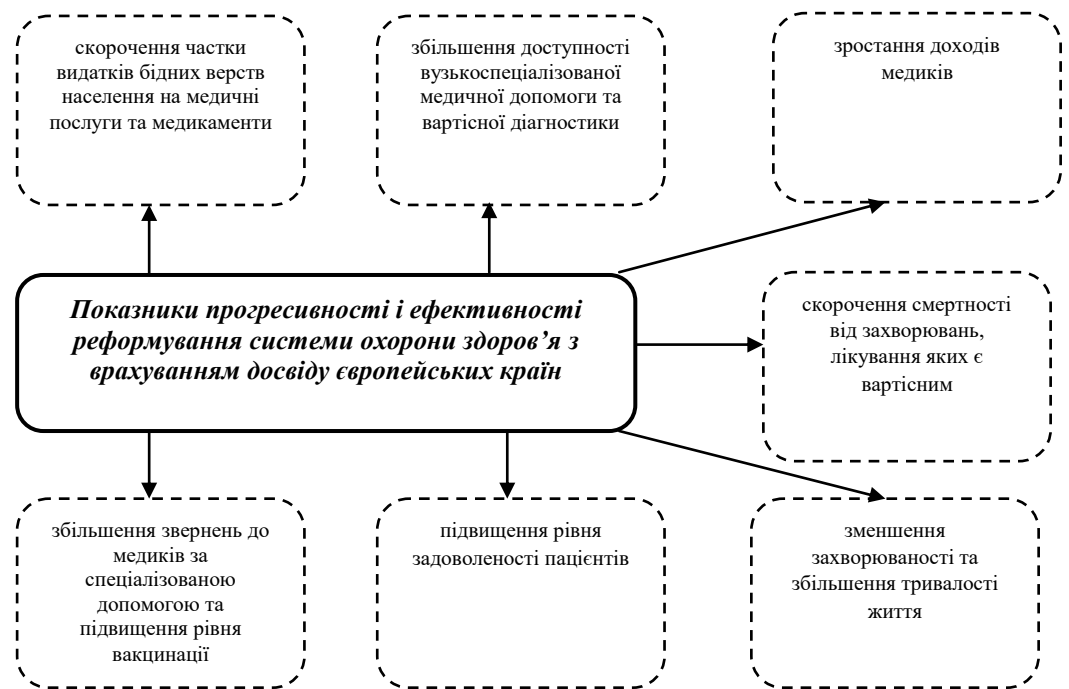 скорочення частки
видатків бідних верств
населення на медичні
послуги та медикаменти
збільшення доступності
вузькоспеціалізованої
медичної допомоги та
вартісної діагностики
зростання доходів
медиків
Показники прогресивності і ефективності
реформування системи охорони здоров’я з
врахуванням досвіду європейських країн
скорочення смертності
від захворювань,
лікування яких є
вартісним
збільшення звернень до
медиків за
спеціалізованою
допомогою та
підвищення рівня
вакцинації
підвищення рівня
задоволеності пацієнтів
зменшення
захворюваності та
збільшення тривалості
життя